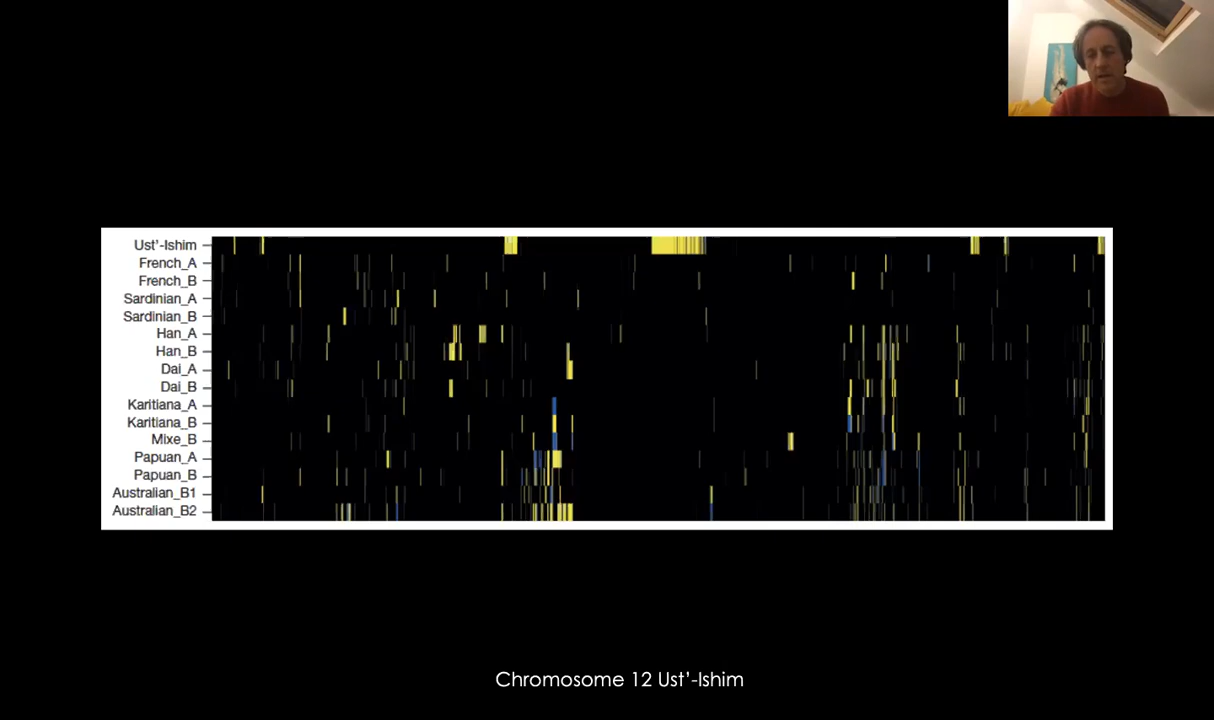 Ust'-Ishim
French_A
French_B
Sardinian_A
Sardinian_B
Han_A
Han_B
Dai_A
Dai_B
Karitiana_A
Karitiana_B
Mixe_B
Papuan_A
Papuan_B
Australian_B1
Australian_B2
Chromosome 12 Ust’-Ishim